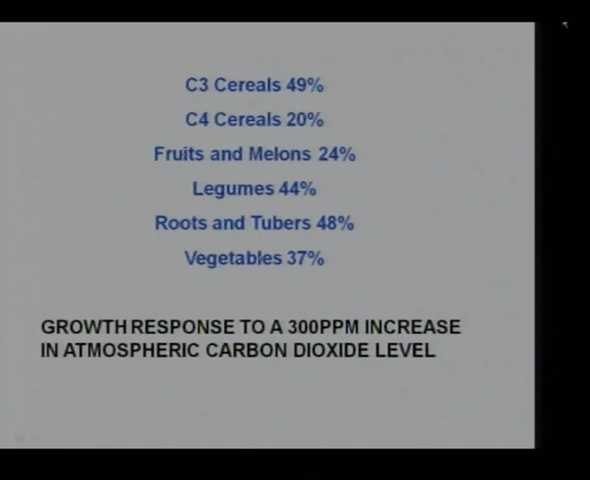 C3 Cereals 49%
C4 Cereals 20%
Fruits and Melons 24%
Legumes 44%
Roots and Tubers 48%
Vegetables 37%
GROWTH RESPONSE TO A 300PPM INCREASE
IN ATMOSPHERIC CARBON DIOXIDE LEVEL